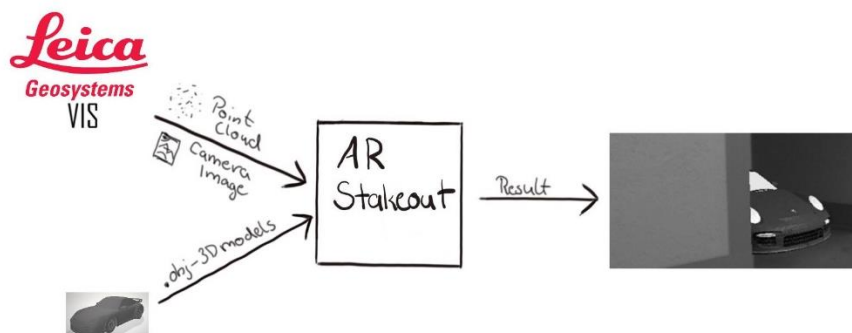 Leica
Geosystems
VIS
Point
Cloud
Camera
Image
.obj-3D models
AR
Stakeout
Result